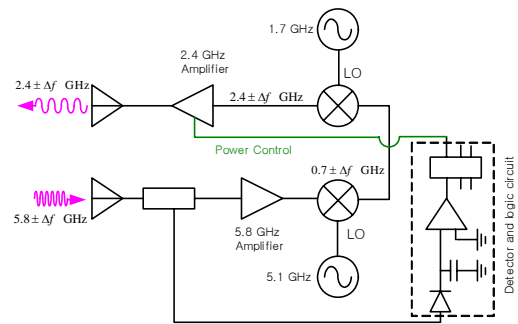 1.7 GHz
2.4 GHz
Amplifier
LO
2.4 ± Δf GHz
2.4 ± Δf GHz
Power Control
0.7 ± Δf GHz
5.8 ± Δf GHz
5.8 GHz
Amplifier
LO
5.1 GHz
Detector and logic circuit